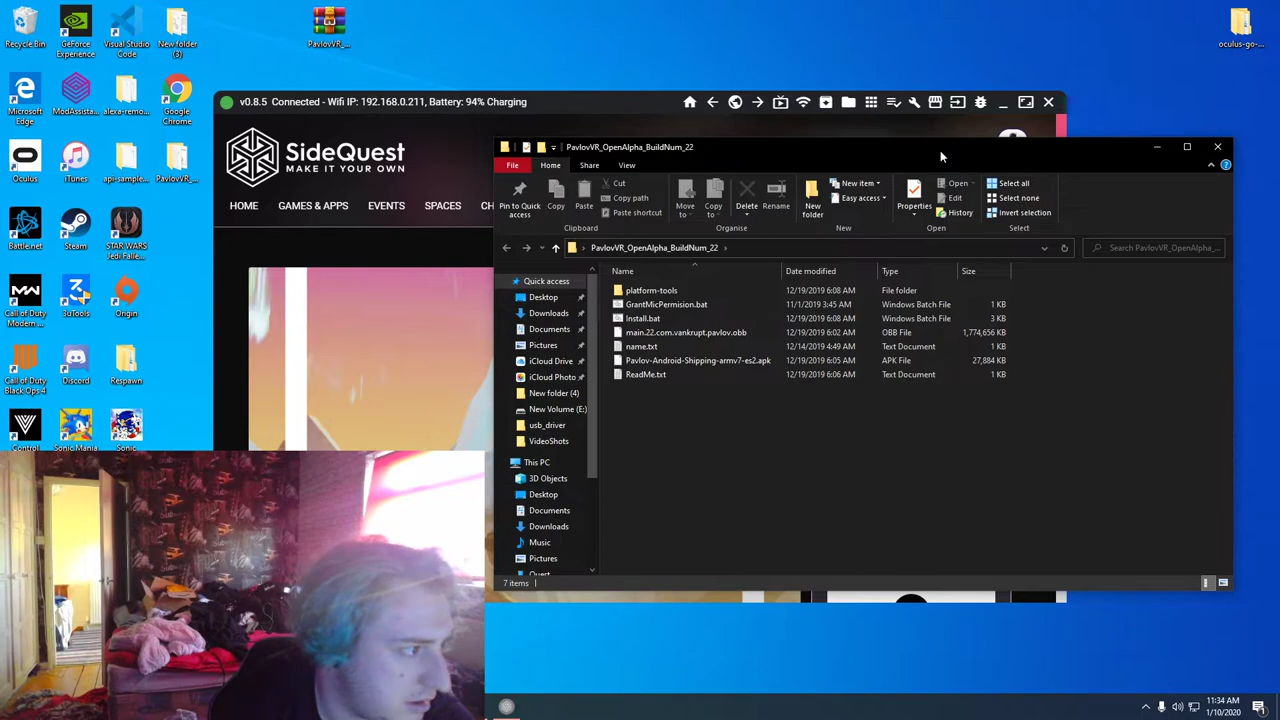 Recycle Bin
GeForce Experience
Visual Studio Code
New folder (3)
PavlovVR_...
oculus-go-...
Microsoft Edge
ModAssista...
alexa-remo...
Google Chrome
Oculus
iTunes
api-sample...
PavlovVR_...
Battle.net
Steam
STAR WARS Jedi Falle...
Call of Duty Modern ...
3uTools
Origin
Call of Duty Black Ops 4
Discord
Respawn
Control
Sonic Mania
Sonic
v0.8.5 Connected - Wifi IP: 192.168.0.211, Battery: 94% Charging
SideQuest
MAKE IT YOUR OWN
HOME GAMES & APPS EVENTS SPACES CH
PavlovVR_OpenAlpha_BuildNum_22
File Home Share View
Pin to Quick access
Copy
Paste
Cut
Copy path
Paste shortcut
Clipboard
Move to
Copy to
Delete
Rename
Organise
New folder
New item
Easy access
New
Properties
Open
Edit
History
Open
Select all
Select none
Invert selection
Select
PavlovVR_OpenAlpha_BuildNum_22
Search PavlovVR_OpenAlpha_...
Quick access
Desktop
Downloads
Documents
Pictures
iCloud Drive
iCloud Photo
New folder (4)
New Volume (E:)
usb_driver
VideoShots
This PC
3D Objects
Desktop
Documents
Downloads
Music
Pictures
Quest
Name Date modified Type Size
platform-tools 12/19/2019 6:08 AM File folder
GrantMicPermision.bat 11/1/2019 3:45 AM Windows Batch File 1 KB
Install.bat 12/19/2019 6:08 AM Windows Batch File 3 KB
main.22.com.vankrupt.pavlov.obb 12/19/2019 6:02 AM OBB File 1,774,656 KB
name.txt 12/14/2019 4:49 AM Text Document 1 KB
Pavlov-Android-Shipping-armv7-es2.apk 12/19/2019 6:05 AM APK File 27,884 KB
ReadMe.txt 12/19/2019 6:06 AM Text Document 1 KB
7 items
11:34 AM
1/10/2020